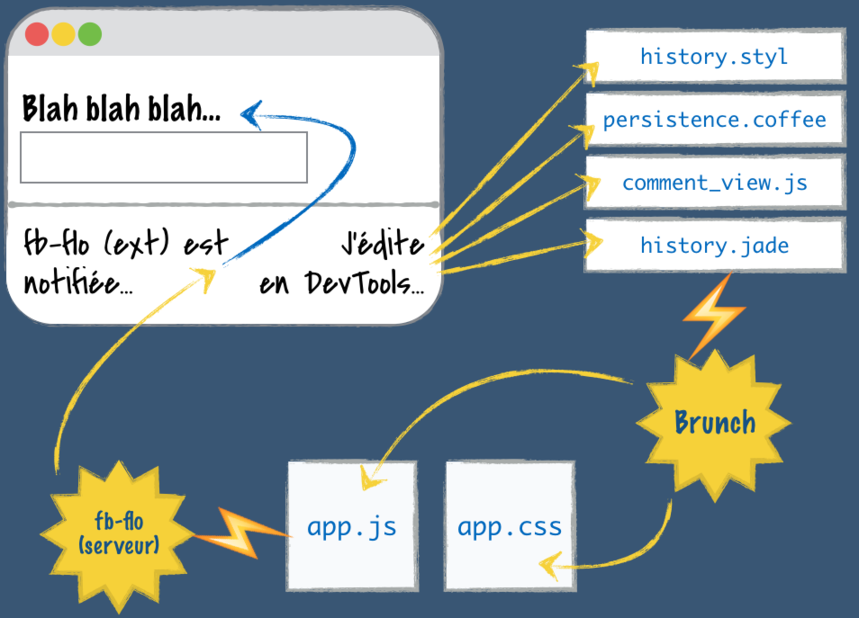 Blah blah blah...
fb-flo (ext) est
notifiée...
J'édite
en DevTools...
history.styl
persistence.coffee
comment_view.js
history.jade
Brunch
app.js
app.css
fb-flo
(serveur)